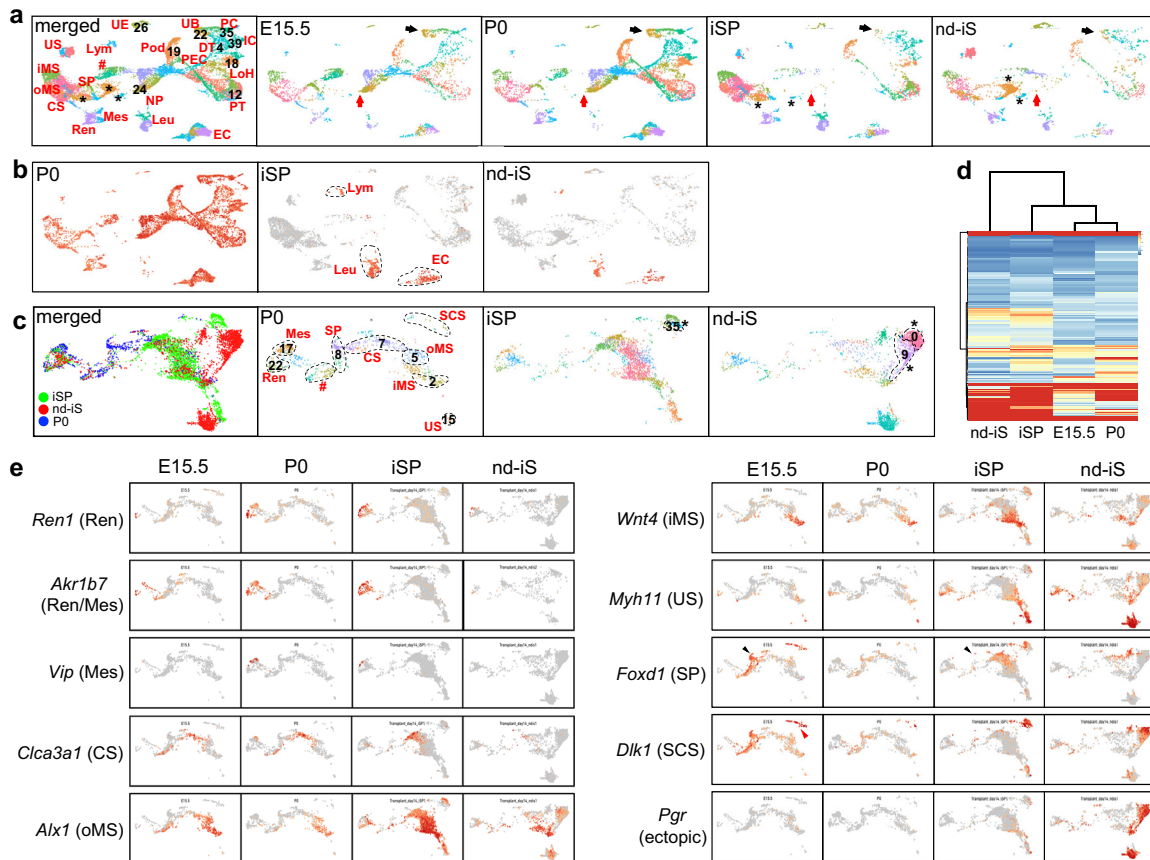 a
merged
UE 26
UB
22
PC
35
IC
39
DT 4
US
Lym
#
Pod
19
PEC
18
LoH
iMS
oMS
SP
CS
*
*
*
24
NP
12
PT
Mes
Ren
Leu
EC
E15.5
P0
iSP
*
*
nd-iS
*
*
b
P0
iSP
Lym
Leu
EC
nd-iS
c
merged
iSP
nd-iS
P0
P0
SCS
Mes
17
SP
7
oMS
22
8
CS
5
Ren
#
iMS
2
US
15
iSP
35
*
nd-iS
*
0
9
*
d
nd-iS iSP E15.5 P0
e
E15.5 P0 iSP nd-iS
Ren1 (Ren)
E15.5 P0 Transplant_day14_iSP1 Transplant_day14_ndis1
Akr1b7
(Ren/Mes)
Vip (Mes)
Clca3a1 (CS)
Alx1 (oMS)
E15.5 P0 iSP nd-iS
Wnt4 (iMS)
Myh11 (US)
Foxd1 (SP)
Dlk1 (SCS)
Pgr
(ectopic)